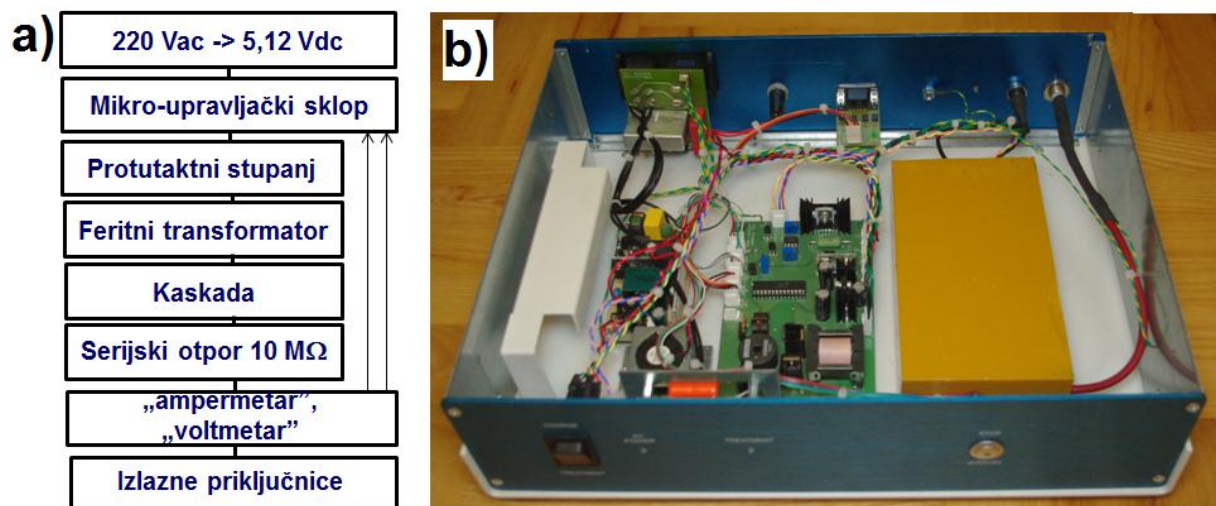 a)
220 Vac -> 5,12 Vdc
Mikro-upravljački sklop
Protutaktni stupanj
Feritni transformator
Kaskada
Serijski otpor 10 MΩ
„ampermetar”,
„voltmetar”
Izlazne priključnice
b)
POWER
TREATMENT
STOP